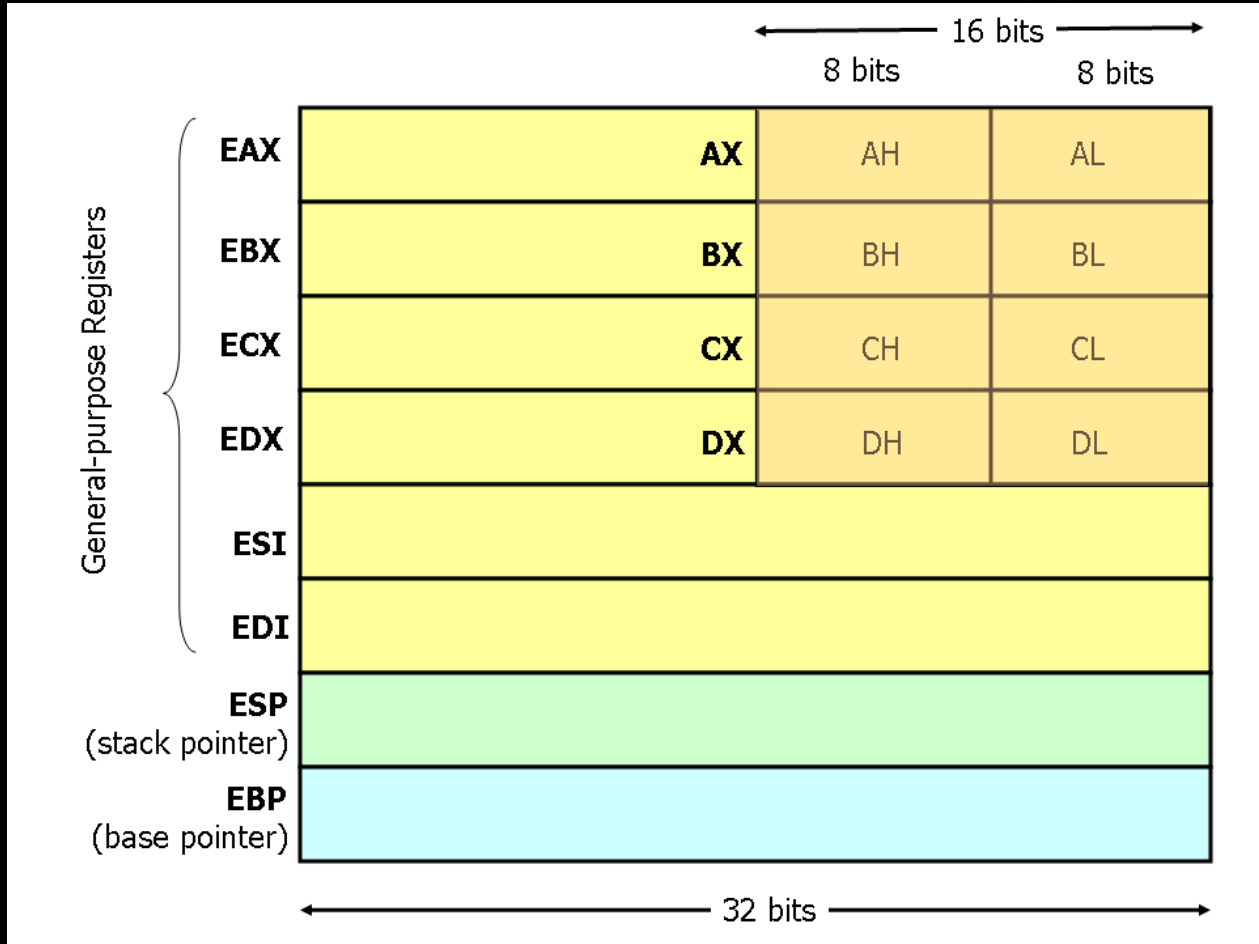 16 bits
8 bits 8 bits
General-purpose Registers
EAX AX AH AL
EBX BX BH BL
ECX CX CH CL
EDX DX DH DL
ESI
EDI
ESP
(stack pointer)
EBP
(base pointer)
32 bits